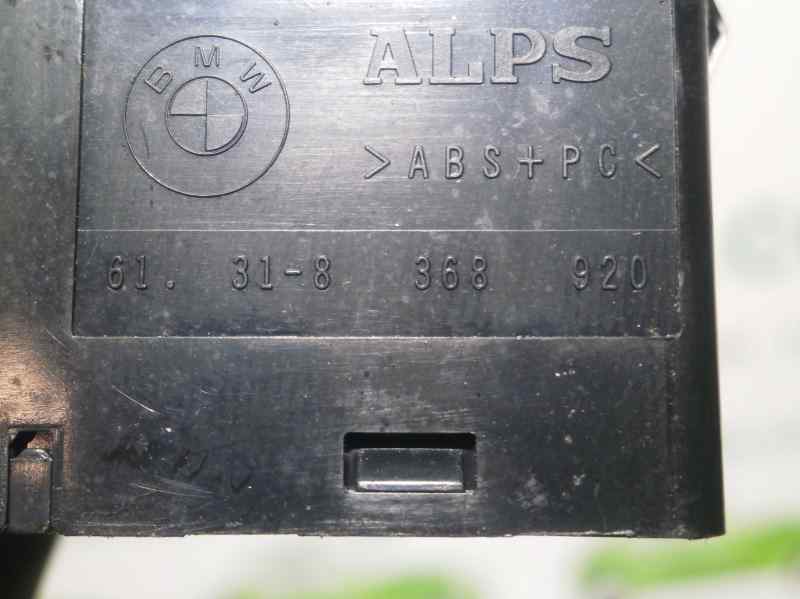 BMW
ALPS
>ABS+PC<
61. 31-8 368 920